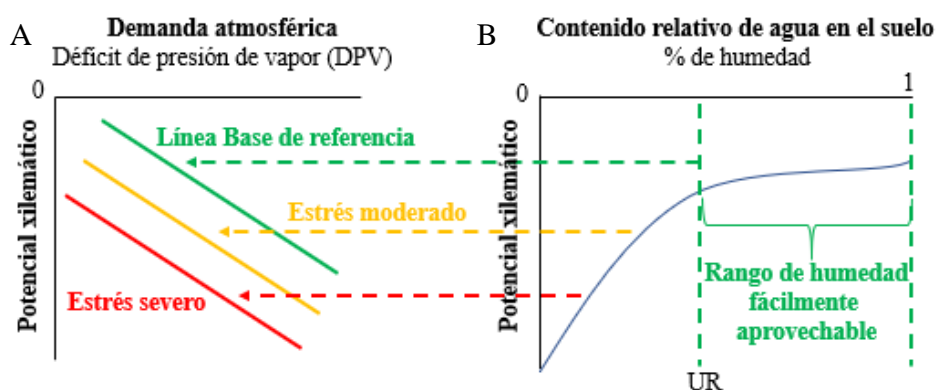 A
Demanda atmosférica
Déficit de presión de vapor (DPV)
0
Potencial xilemático
Línea Base de referencia
Estrés moderado
Estrés severo
B
Contenido relativo de agua en el suelo
% de humedad
0
1
Potencial xilemático
Rango de humedad
fácilmente
aprovechable
UR